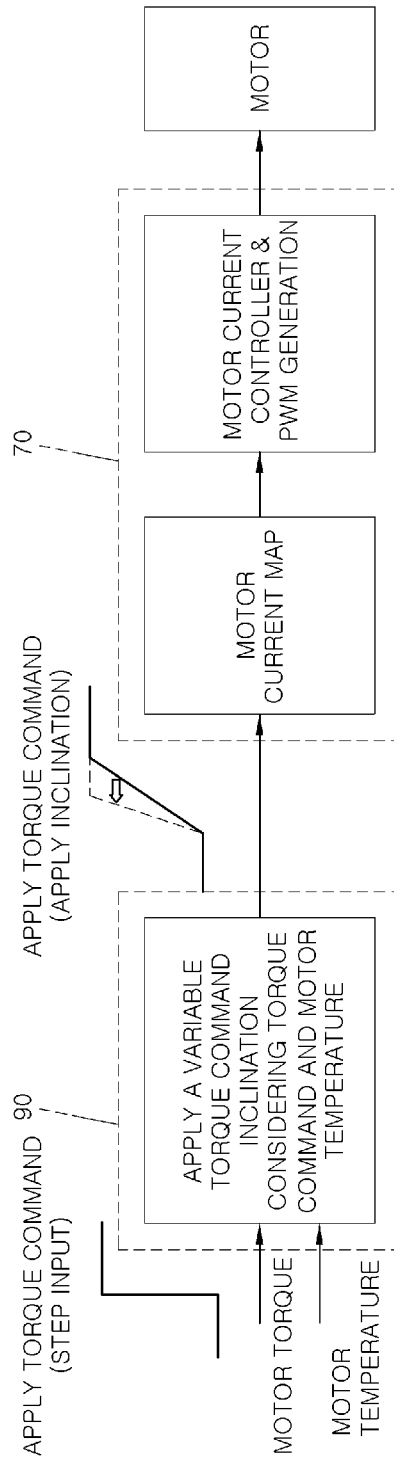 APPLY TORQUE COMMAND
(STEP INPUT)
90
APPLY TORQUE COMMAND
(APPLY INCLINATION)
70
MOTOR TORQUE
MOTOR
TEMPERATURE
APPLY A VARIABLE
TORQUE COMMAND
INCLINATION
CONSIDERING TORQUE
COMMAND AND MOTOR
TEMPERATURE
MOTOR
CURRENT MAP
MOTOR CURRENT
CONTROLLER &
PWM GENERATION
MOTOR